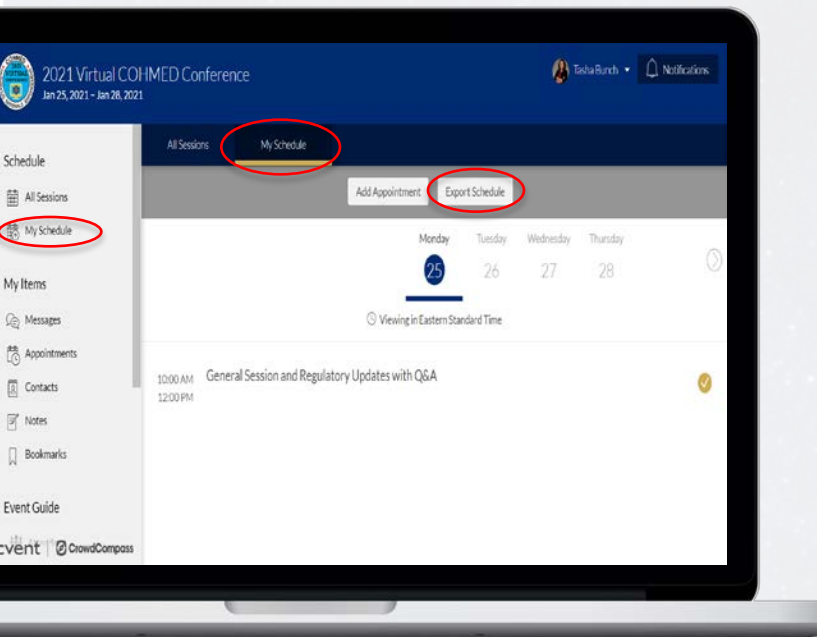 2021 Virtual COHMED Conference
Jan 25, 2021 - Jan 28, 2021
Tasha Bunch
Notifications
Schedule
All Sessions
My Schedule
My Items
Messages
Appointments
Contacts
Notes
Bookmarks
Event Guide
cvent CrowdCompass
All Sessions My Schedule
Add Appointment Export Schedule
Monday Tuesday Wednesday Thursday
25 26 27 28
Viewing in Eastern Standard Time
10:00 AM General Session and Regulatory Updates with Q&A
12:00 PM